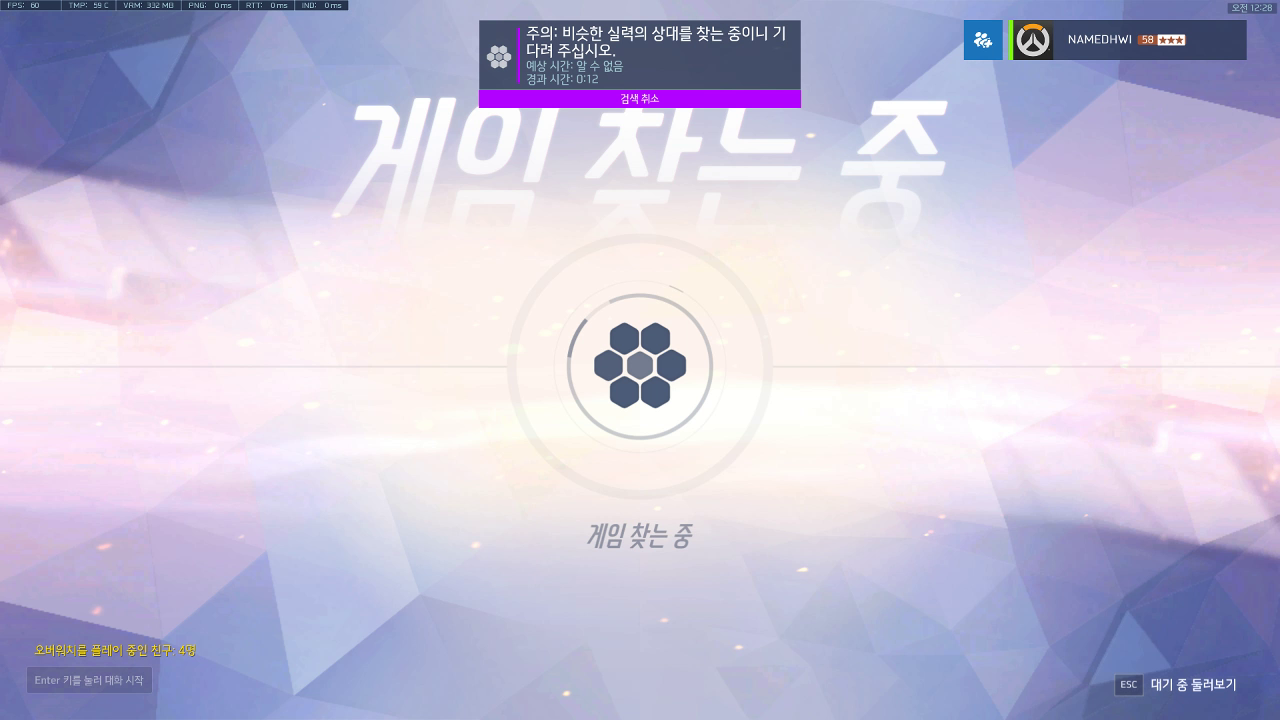 FPS: 60 TMP: 59 C VRM: 332 MB PNG: 0 ms RTT: 0 ms IND: 0 ms
오전 12:28
주의: 비슷한 실력의 상대를 찾는 중이니 기
다려 주십시오.
예상 시간: 알 수 없음
경과 시간: 0:12
검색 취소
NAMEDHWI 58
게임 찾는 중
게임 찾는 중
오버워치를 플레이 중인 친구: 4명
Enter 키를 눌러 대화 시작
ESC 대기 중 둘러보기